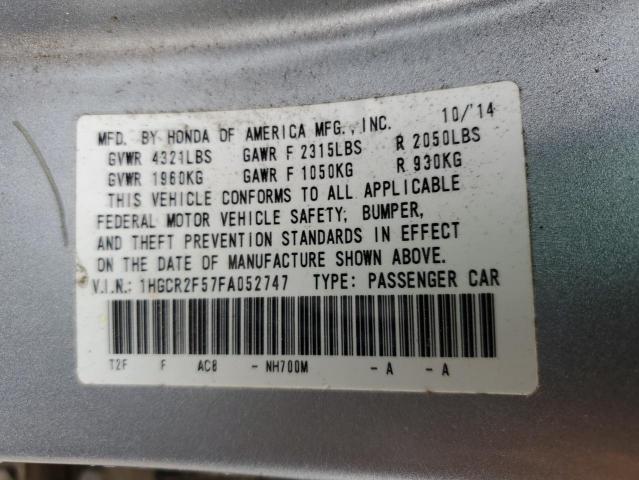 10/'14
MFD. BY HONDA OF AMERICA MFG., INC.
GVWR 4321LBS GAWR F 2315LBS R 2050LBS
GVWR 1960KG GAWR F 1050KG R 930KG
THIS VEHICLE CONFORMS TO ALL APPLICABLE
FEDERAL MOTOR VEHICLE SAFETY, BUMPER,
AND THEFT PREVENTION STANDARDS IN EFFECT
ON THE DATE OF MANUFACTURE SHOWN ABOVE.
V.I.N.: 1HGCR2F57FA052747 TYPE: PASSENGER CAR
T2F F AC8 - NH700M - A - A